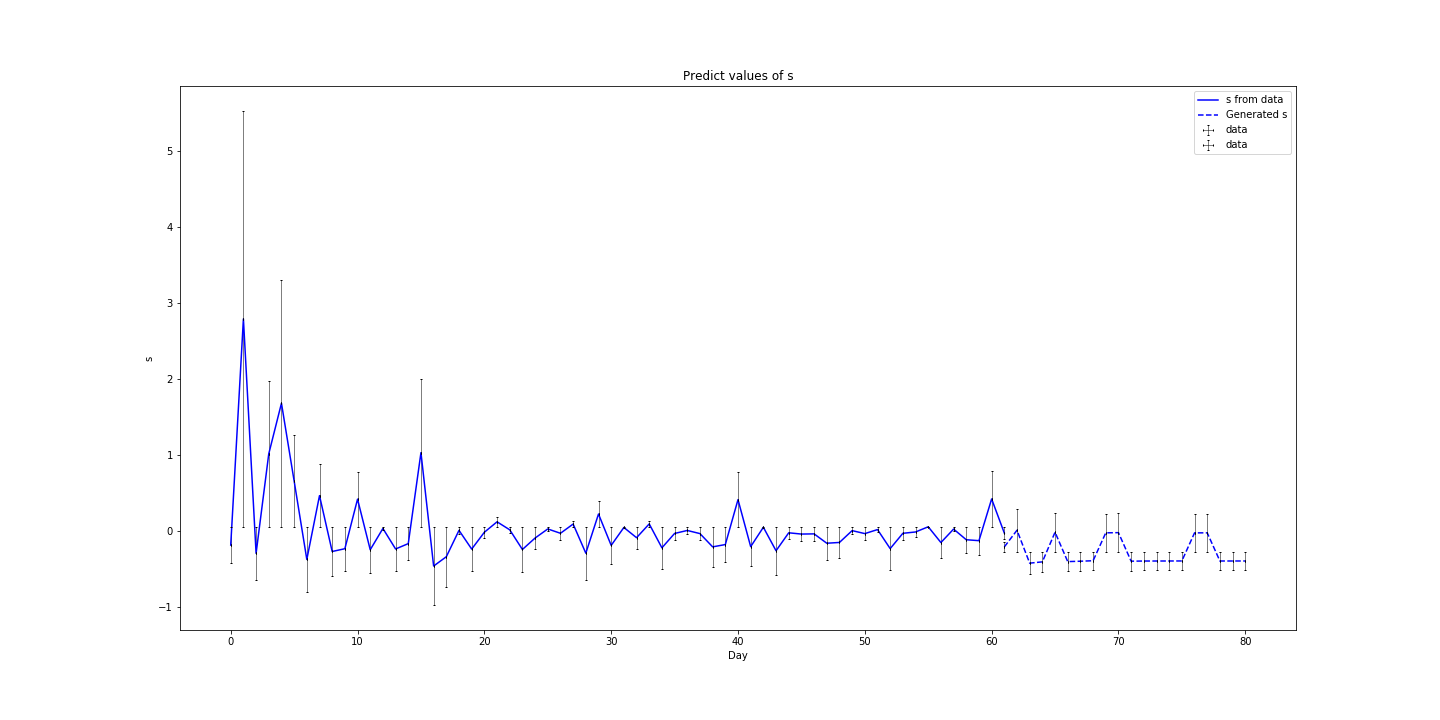 Predict values of s
s from data
Generated s
data
data
5
4
3
2
1
0
−1
s
0 10 20 30 40 50 60 70 80
Day